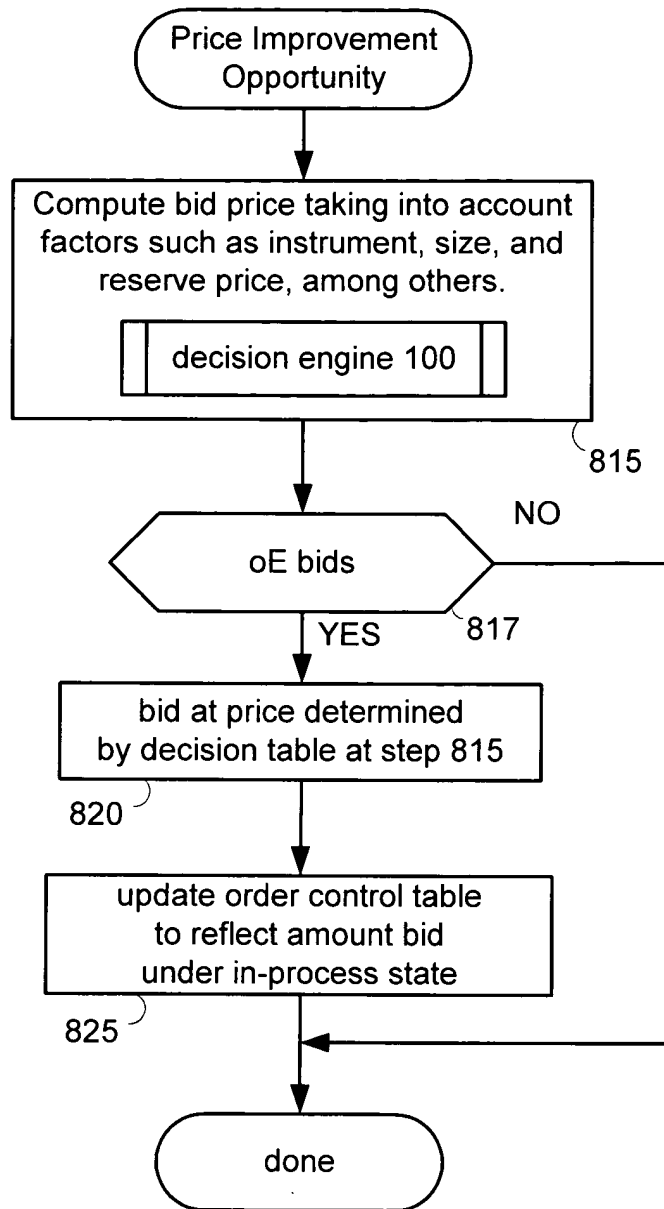 Price Improvement
Opportunity
Compute bid price taking into account
factors such as instrument, size, and
reserve price, among others.
decision engine 100
815
NO
oE bids
817
YES
bid at price determined
by decision table at step 815
820
update order control table
to reflect amount bid
under in-process state
825
done